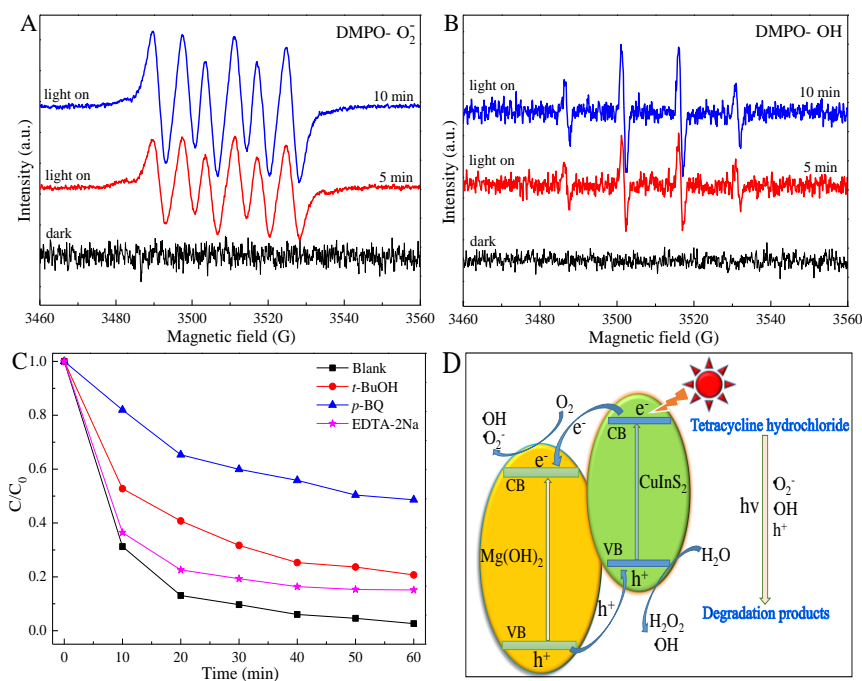 A
DMPO- O₂⁻
light on
10 min
light on
5 min
dark
Intensity (a.u.)
3460 3480 3500 3520 3540 3560
Magnetic field (G)
B
DMPO- OH
light on
10 min
light on
5 min
dark
Intensity (a.u.)
3460 3480 3500 3520 3540 3560
Magnetic field (G)
C
Blank
t-BuOH
p-BQ
EDTA-2Na
1.0
0.8
0.6
0.4
0.2
0.0
C/C₀
0 10 20 30 40 50 60
Time (min)
D
·OH
·O₂⁻
O₂
e⁻
e⁻
CB
e⁻
CB
CuInS₂
Mg(OH)₂
VB
h⁺
H₂O
h⁺
VB
h⁺
H₂O₂
·OH
Tetracycline hydrochloride
hν
·O₂⁻
·OH
h⁺
Degradation products